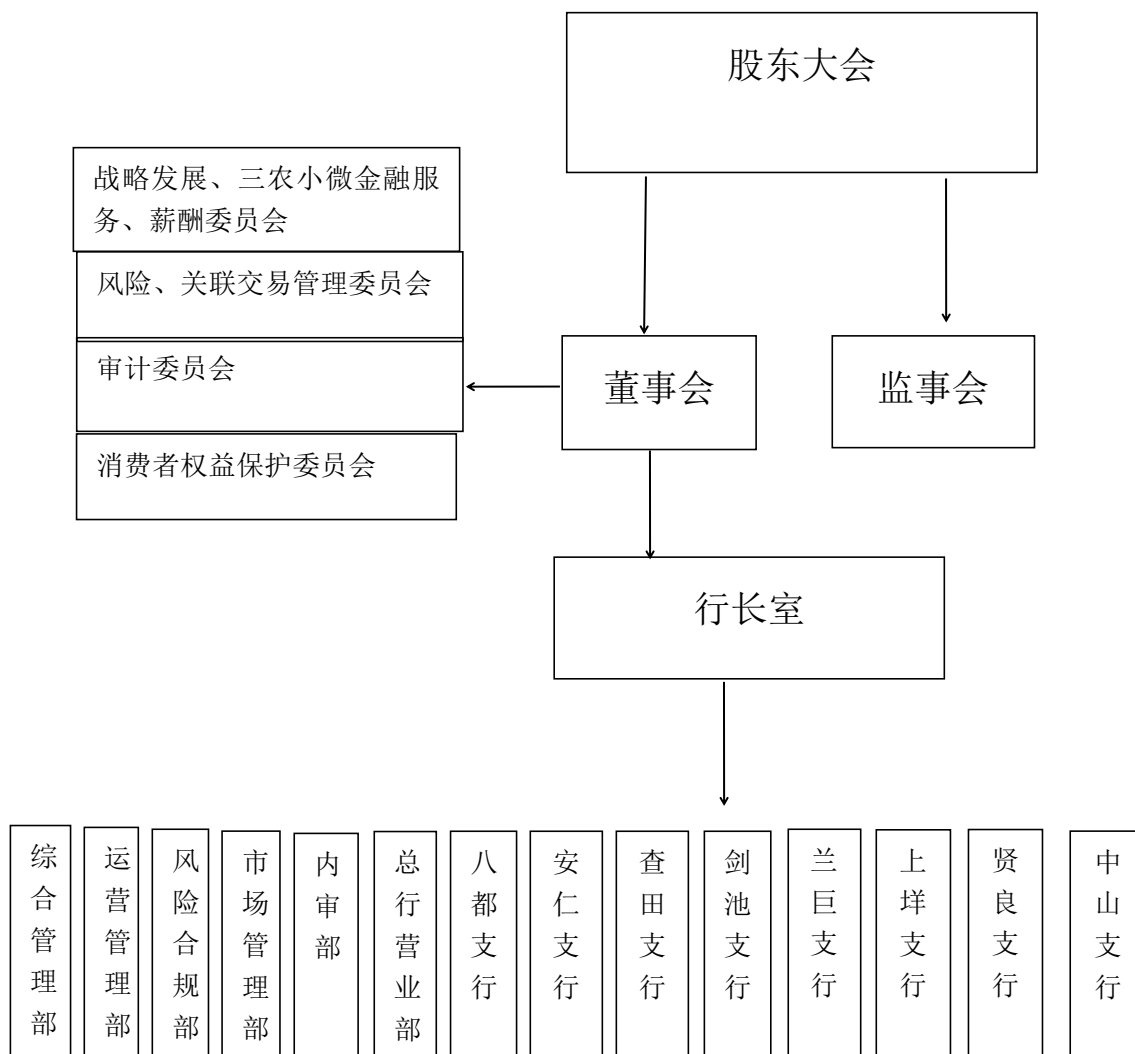 股东大会
战略发展、三农小微金融服
务、薪酬委员会
风险、关联交易管理委员会
审计委员会
消费者权益保护委员会
董事会
监事会
行长室
综合管理部
运营管理部
风险合规部
市场管理部
内审部
总行营业部
八都支行
安仁支行
查田支行
剑池支行
兰巨支行
上垟支行
贤良支行
中山支行